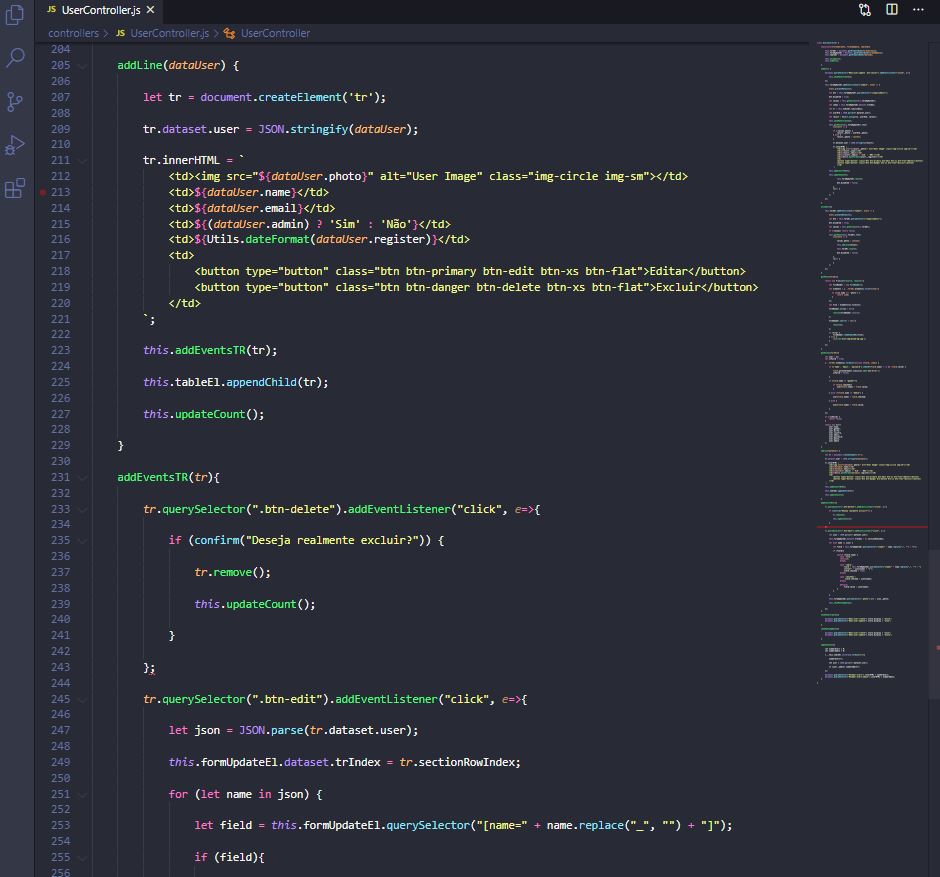 JS UserController.js ×
controllers > JS UserController.js > UserController
204
205 addLine(dataUser) {
206
207 let tr = document.createElement('tr');
208
209 tr.dataset.user = JSON.stringify(dataUser);
210
211 tr.innerHTML = `
212 <td><img src="${dataUser.photo}" alt="User Image" class="img-circle img-sm"></td>
213 <td>${dataUser.name}</td>
214 <td>${dataUser.email}</td>
215 <td>${(dataUser.admin) ? 'Sim' : 'Não'}</td>
216 <td>${Utils.dateFormat(dataUser.register)}</td>
217 <td>
218 <button type="button" class="btn btn-primary btn-edit btn-xs btn-flat">Editar</button>
219 <button type="button" class="btn btn-danger btn-delete btn-xs btn-flat">Excluir</button>
220 </td>
221 `;
222
223 this.addEventsTR(tr);
224
225 this.tableEl.appendChild(tr);
226
227 this.updateCount();
228
229 }
230
231 addEventsTR(tr){
232
233 tr.querySelector(".btn-delete").addEventListener("click", e=>{
234
235 if (confirm("Deseja realmente excluir?")) {
236
237 tr.remove();
238
239 this.updateCount();
240
241 }
242
243 };
244
245 tr.querySelector(".btn-edit").addEventListener("click", e=>{
246
247 let json = JSON.parse(tr.dataset.user);
248
249 this.formUpdateEl.dataset.trIndex = tr.sectionRowIndex;
250
251 for (let name in json) {
252
253 let field = this.formUpdateEl.querySelector("[name=" + name.replace("_", "") + "]");
254
255 if (field){
256